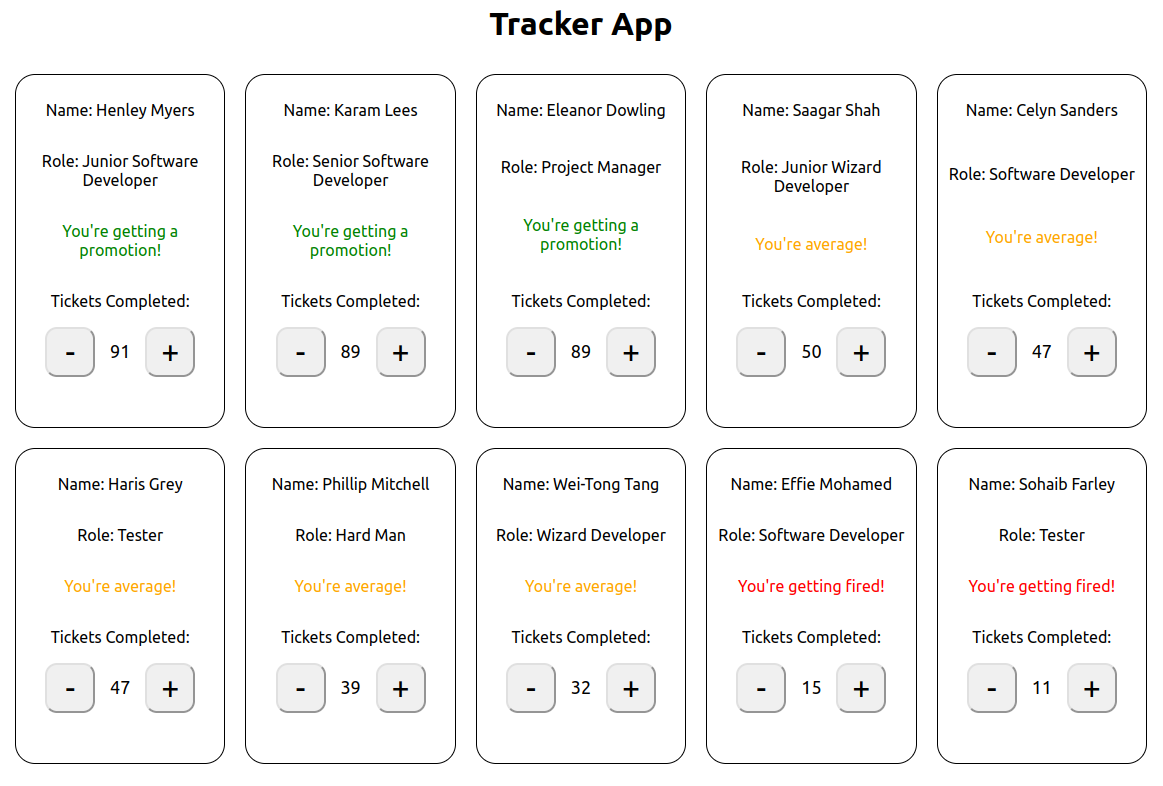 Tracker App
Name: Henley Myers
Role: Junior Software
Developer
You're getting a
promotion!
Tickets Completed:
- 91 +
Name: Karam Lees
Role: Senior Software
Developer
You're getting a
promotion!
Tickets Completed:
- 89 +
Name: Eleanor Dowling
Role: Project Manager
You're getting a
promotion!
Tickets Completed:
- 89 +
Name: Saagar Shah
Role: Junior Wizard
Developer
You're average!
Tickets Completed:
- 50 +
Name: Celyn Sanders
Role: Software Developer
You're average!
Tickets Completed:
- 47 +
Name: Haris Grey
Role: Tester
You're average!
Tickets Completed:
- 47 +
Name: Phillip Mitchell
Role: Hard Man
You're average!
Tickets Completed:
- 39 +
Name: Wei-Tong Tang
Role: Wizard Developer
You're average!
Tickets Completed:
- 32 +
Name: Effie Mohamed
Role: Software Developer
You're getting fired!
Tickets Completed:
- 15 +
Name: Sohaib Farley
Role: Tester
You're getting fired!
Tickets Completed:
- 11 +